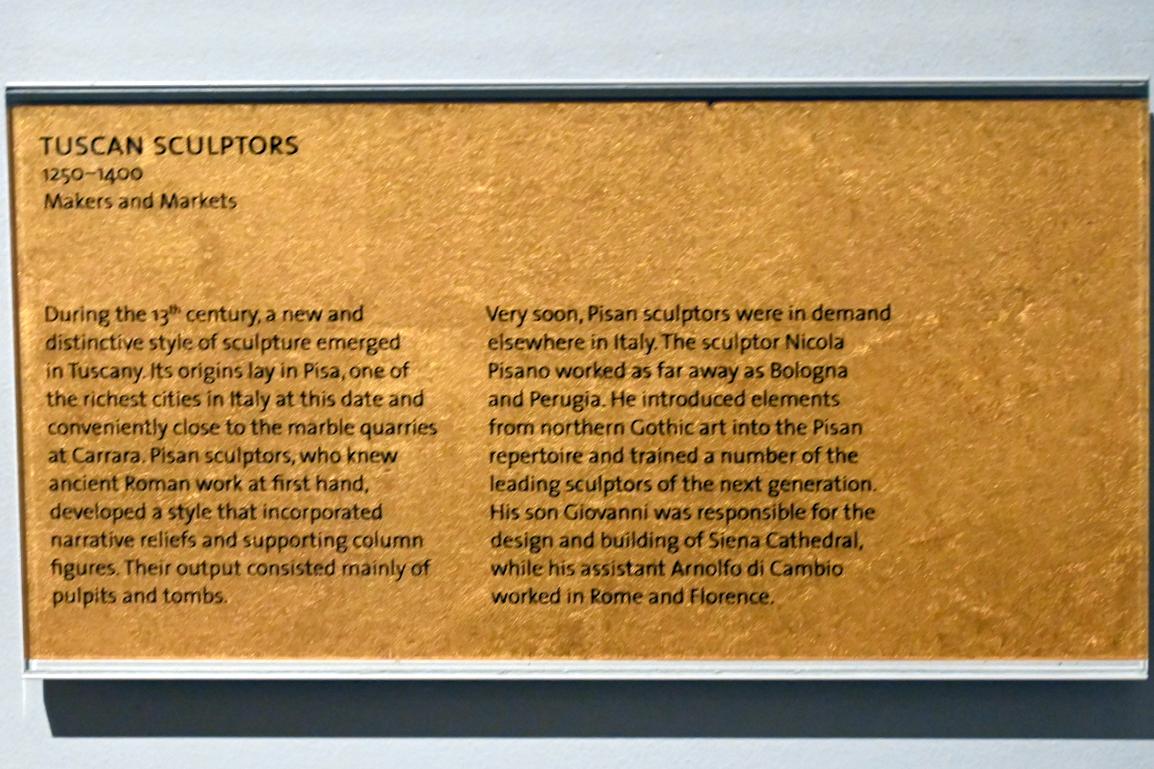 TUSCAN SCULPTORS
1250–1400
Makers and Markets
During the 13th century, a new and
distinctive style of sculpture emerged
in Tuscany. Its origins lay in Pisa, one of
the richest cities in Italy at this date and
conveniently close to the marble quarries
at Carrara. Pisan sculptors, who knew
ancient Roman work at first hand,
developed a style that incorporated
narrative reliefs and supporting column
figures. Their output consisted mainly of
pulpits and tombs.
Very soon, Pisan sculptors were in demand
elsewhere in Italy. The sculptor Nicola
Pisano worked as far away as Bologna
and Perugia. He introduced elements
from northern Gothic art into the Pisan
repertoire and trained a number of the
leading sculptors of the next generation.
His son Giovanni was responsible for the
design and building of Siena Cathedral,
while his assistant Arnolfo di Cambio
worked in Rome and Florence.